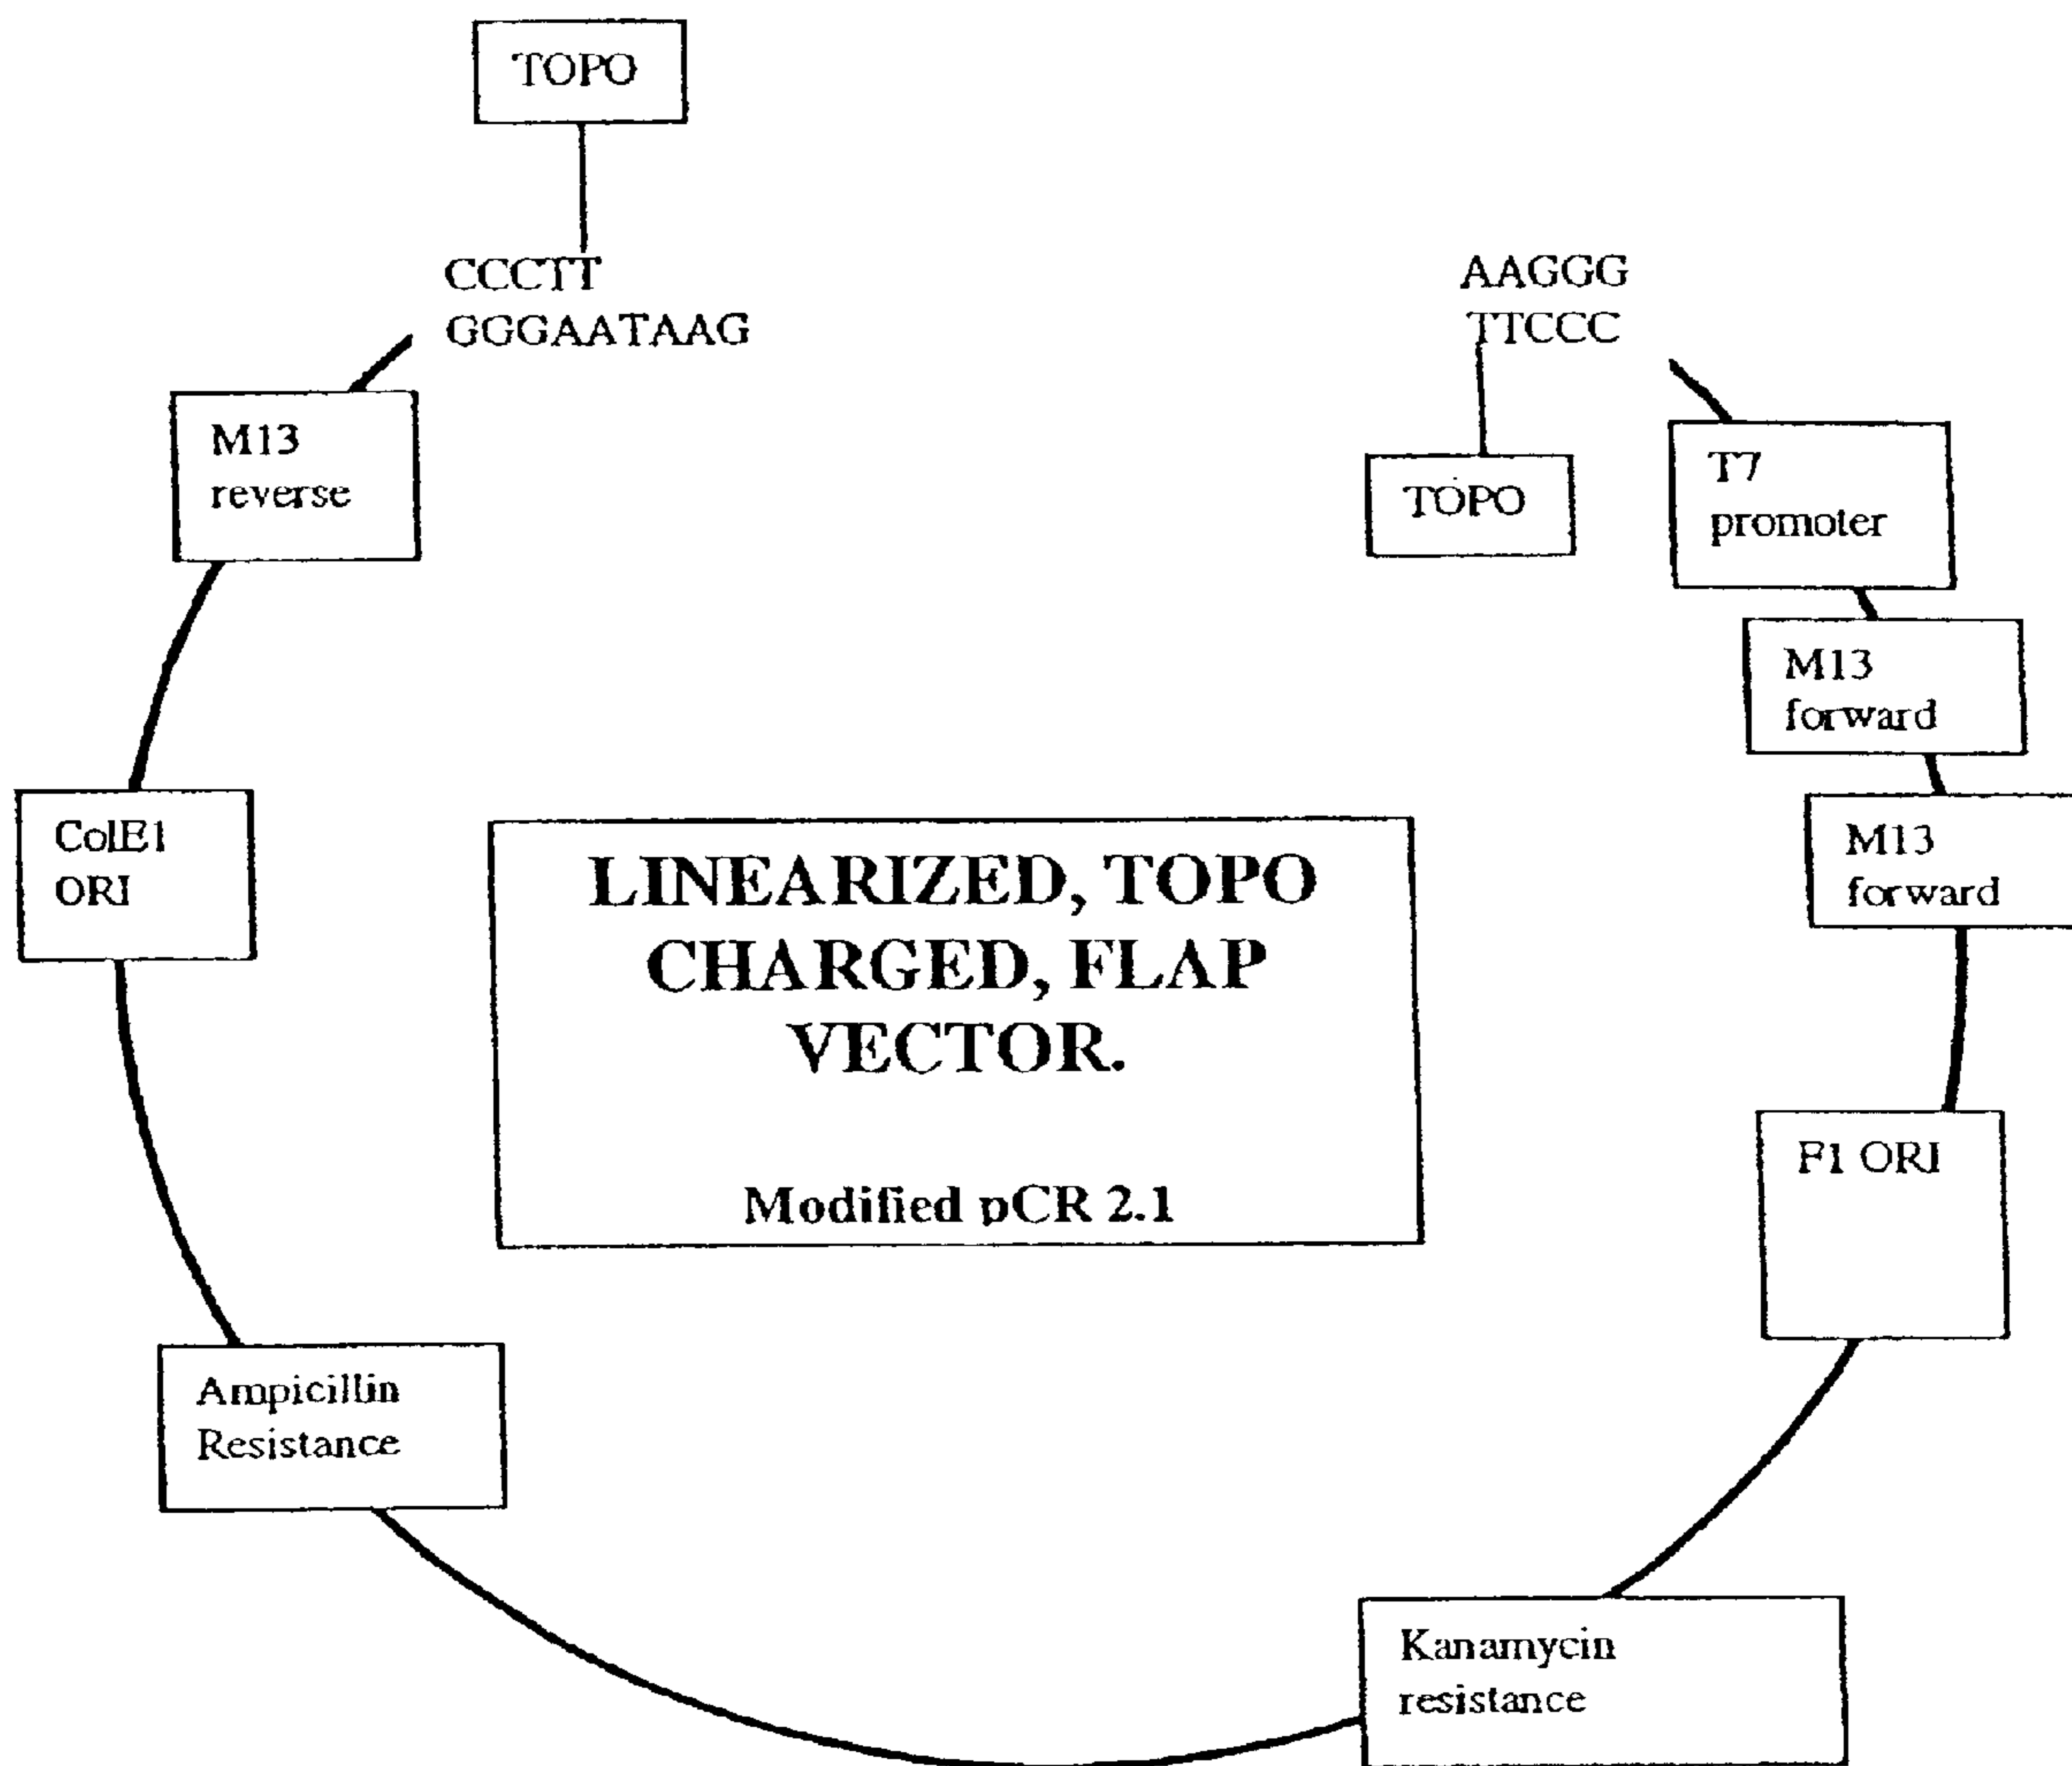 TOPO
CCCTT
GGGAATAAG
AAGGG
TTCCC
TOPO
M13
reverse
T7
promoter
M13
forward
ColE1
ORI
M13
forward
LINEARIZED, TOPO
CHARGED, FLAP
VECTOR.
Modified pCR 2.1
F1 ORI
Ampicillin
Resistance
Kanamycin
resistance